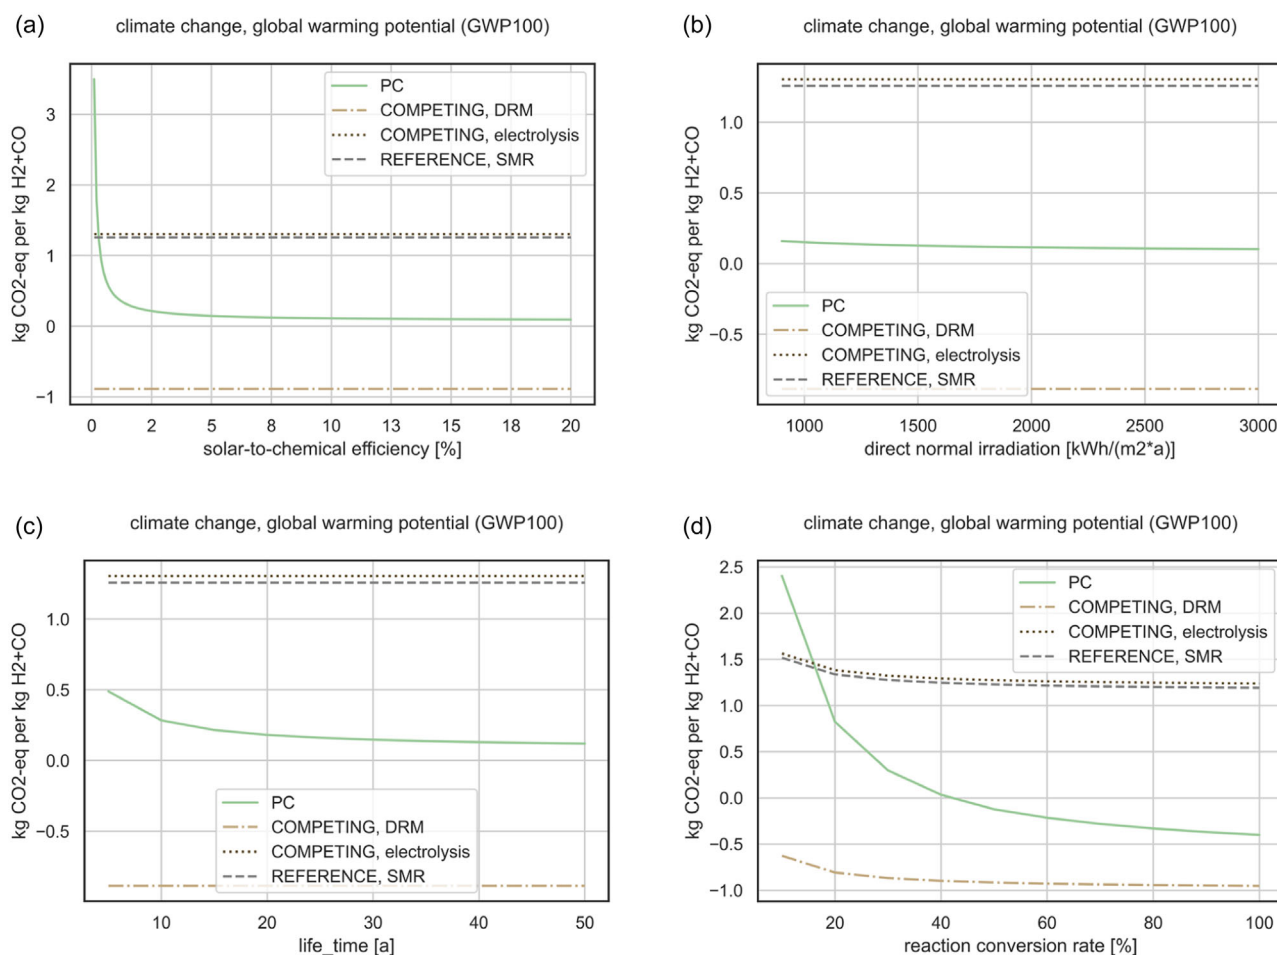 (a)
climate change, global warming potential (GWP100)
kg CO2-eq per kg H2+CO
3
2
1
0
−1
PC
COMPETING, DRM
COMPETING, electrolysis
REFERENCE, SMR
0 2 5 8 10 13 15 18 20
solar-to-chemical efficiency [%]
(b)
climate change, global warming potential (GWP100)
kg CO2-eq per kg H2+CO
1.0
0.5
0.0
−0.5
PC
COMPETING, DRM
COMPETING, electrolysis
REFERENCE, SMR
1000 1500 2000 2500 3000
direct normal irradiation [kWh/(m2*a)]
(c)
climate change, global warming potential (GWP100)
kg CO2-eq per kg H2+CO
1.0
0.5
0.0
−0.5
PC
COMPETING, DRM
COMPETING, electrolysis
REFERENCE, SMR
10 20 30 40 50
life_time [a]
(d)
climate change, global warming potential (GWP100)
kg CO2-eq per kg H2+CO
2.5
2.0
1.5
1.0
0.5
0.0
−0.5
−1.0
PC
COMPETING, DRM
COMPETING, electrolysis
REFERENCE, SMR
20 40 60 80 100
reaction conversion rate [%]